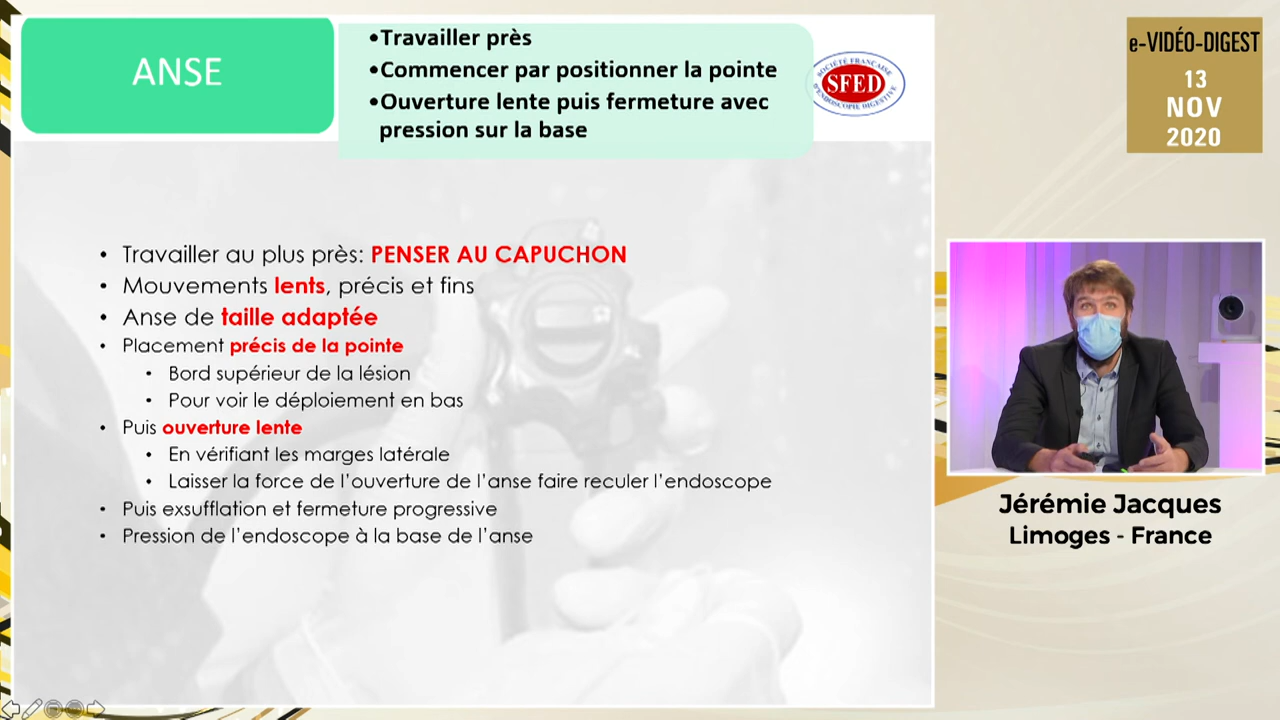 ANSE
•Travailler près
•Commencer par positionner la pointe
•Ouverture lente puis fermeture avec
pression sur la base
SOCIÉTÉ FRANÇAISE
SFED
D'ENDOSCOPIE DIGESTIVE
e-VIDÉO-DIGEST
13
NOV
2020
• Travailler au plus près: PENSER AU CAPUCHON
• Mouvements lents, précis et fins
• Anse de taille adaptée
• Placement précis de la pointe
• Bord supérieur de la lésion
• Pour voir le déploiement en bas
• Puis ouverture lente
• En vérifiant les marges latérale
• Laisser la force de l'ouverture de l'anse faire reculer l'endoscope
• Puis exsufflation et fermeture progressive
• Pression de l'endoscope à la base de l'anse
Jérémie Jacques
Limoges - France